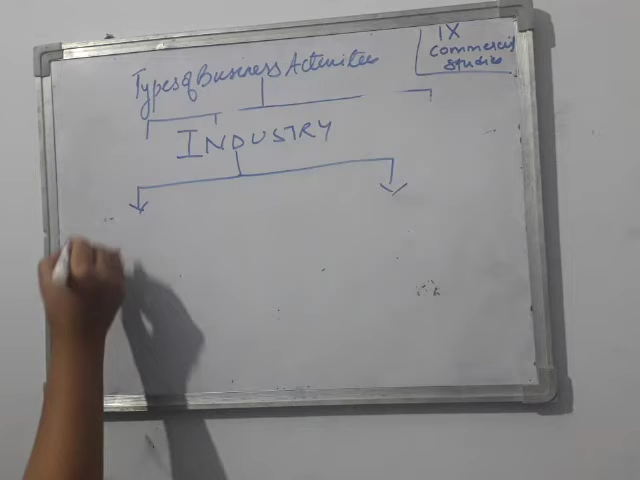 Types of Business Activities
IX
Commercial
Studies
INDUSTRY